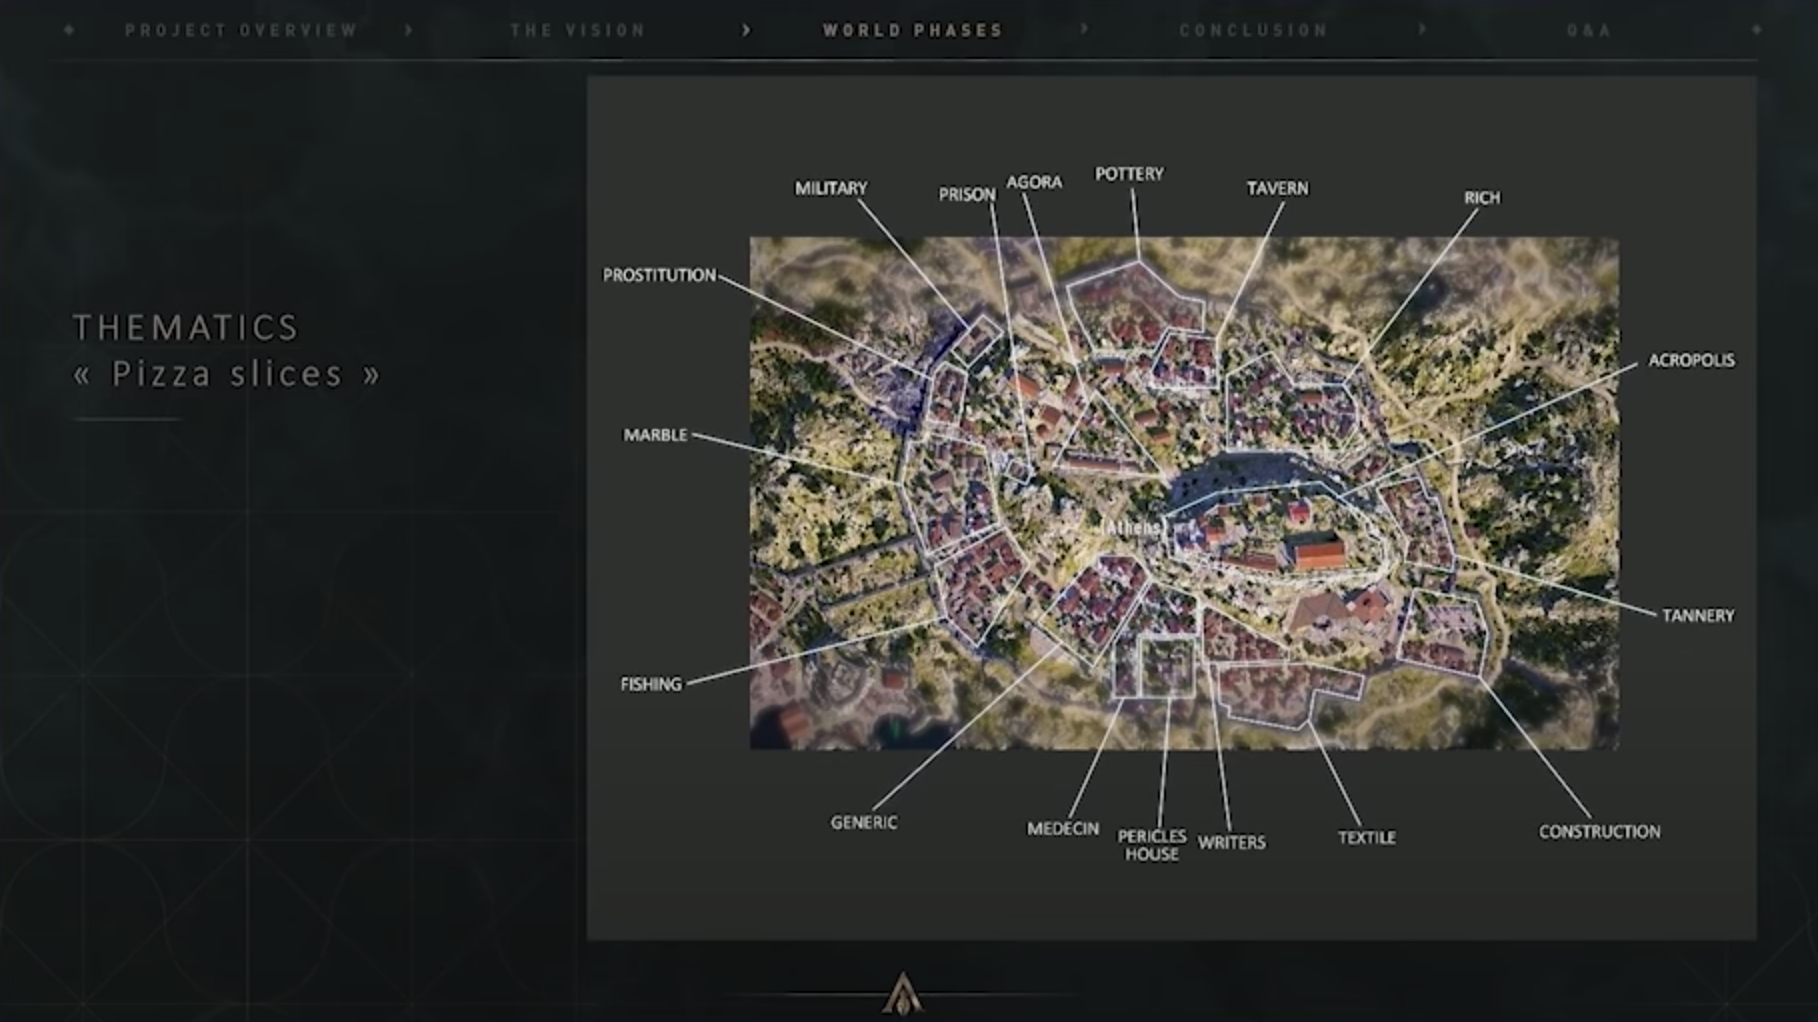 PROJECT OVERVIEW
THE VISION
WORLD PHASES
CONCLUSION
Q&A
THEMATICS
« Pizza slices »
MILITARY
PRISON
AGORA
POTTERY
TAVERN
RICH
PROSTITUTION
ACROPOLIS
MARBLE
(Athens)
TANNERY
FISHING
GENERIC
MEDECIN
PERICLES
HOUSE
WRITERS
TEXTILE
CONSTRUCTION